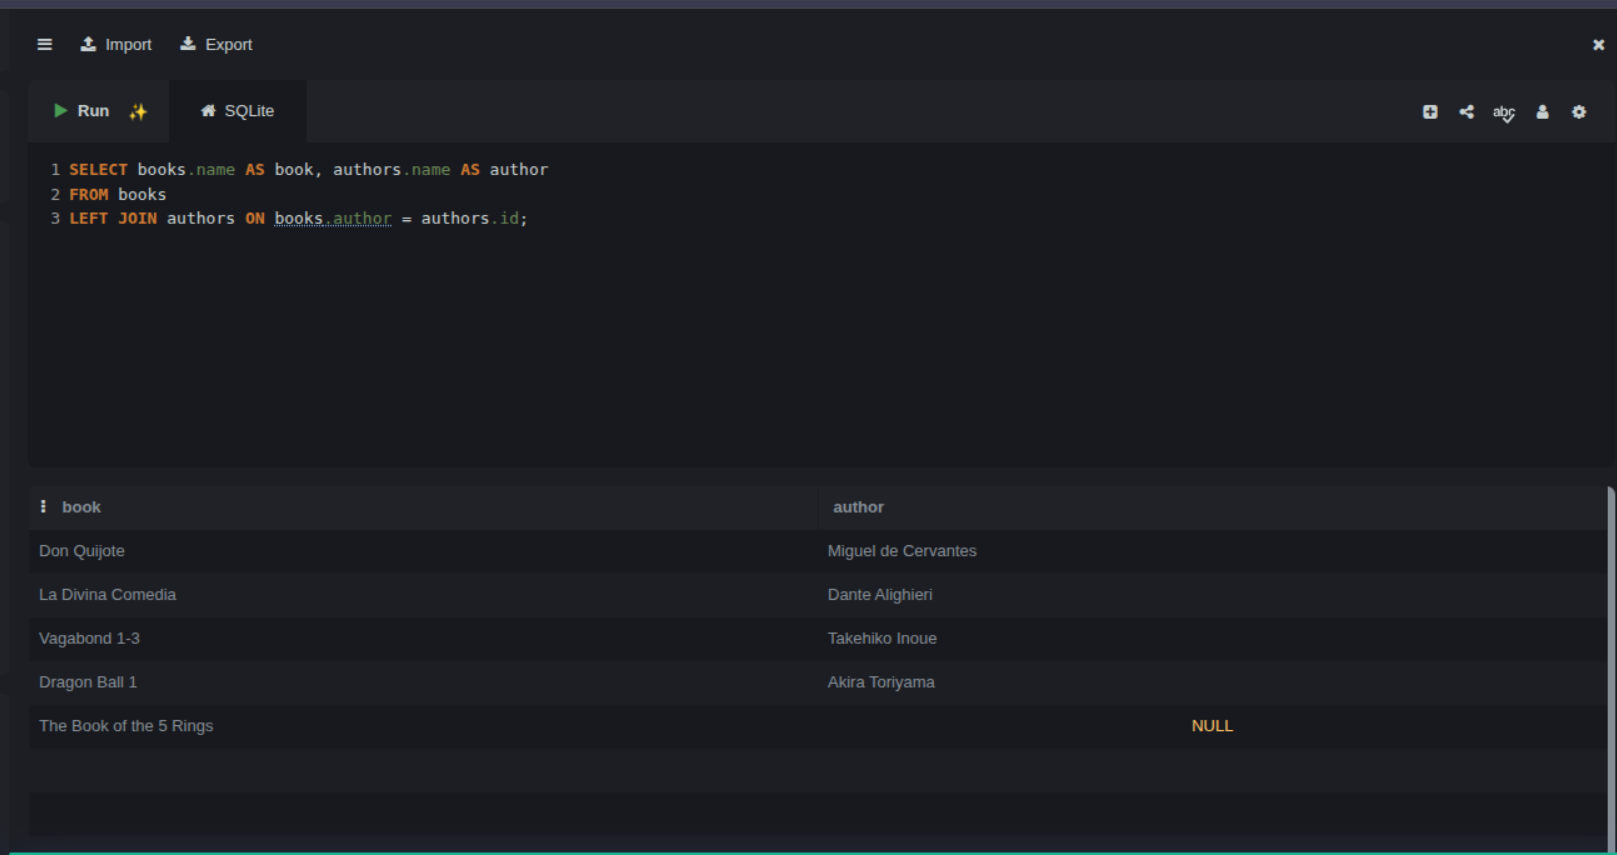 Import Export
Run SQLite abc
1 SELECT books.name AS book, authors.name AS author
2 FROM books
3 LEFT JOIN authors ON books.author = authors.id;
book author
Don Quijote Miguel de Cervantes
La Divina Comedia Dante Alighieri
Vagabond 1-3 Takehiko Inoue
Dragon Ball 1 Akira Toriyama
The Book of the 5 Rings NULL